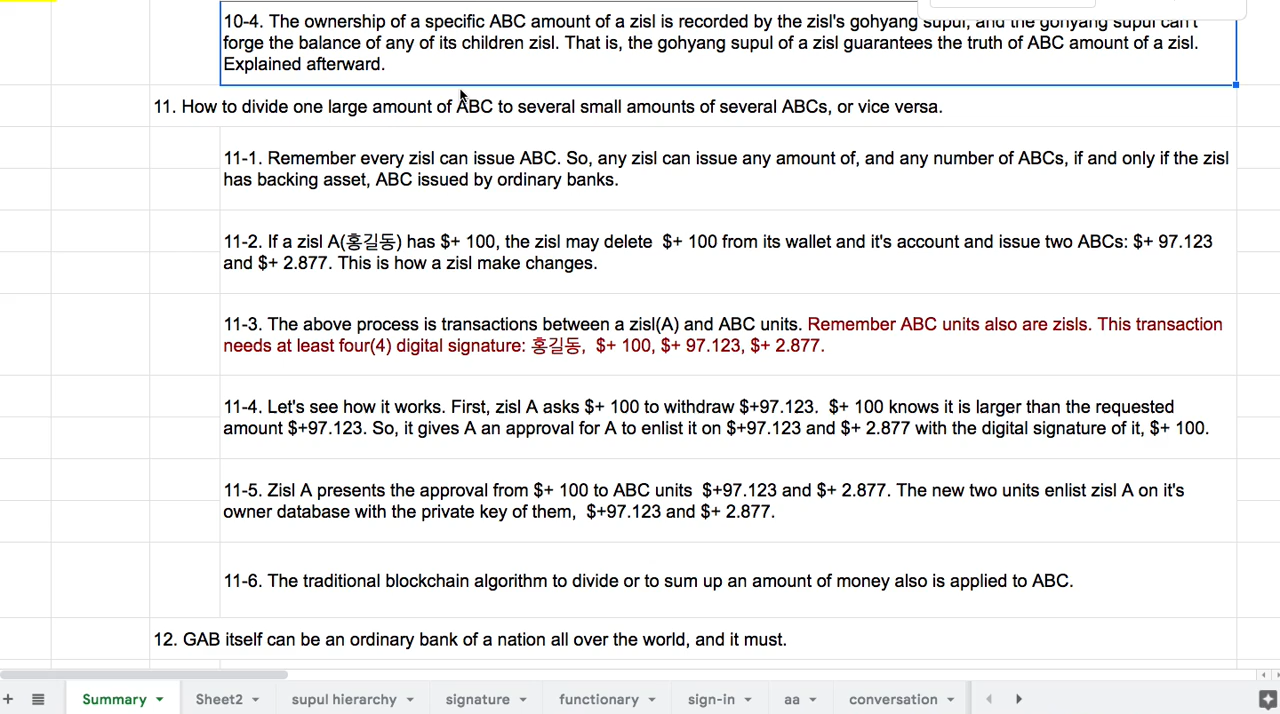 10-4. The ownership of a specific ABC amount of a zisl is recorded by the zisl's gohyang supul, and the gohyang supul can't
forge the balance of any of its children zisl. That is, the gohyang supul of a zisl guarantees the truth of ABC amount of a zisl.
Explained afterward.
11. How to divide one large amount of ABC to several small amounts of several ABCs, or vice versa.
11-1. Remember every zisl can issue ABC. So, any zisl can issue any amount of, and any number of ABCs, if and only if the zisl
has backing asset, ABC issued by ordinary banks.
11-2. If a zisl A(홍길동) has $+ 100, the zisl may delete  $+ 100 from its wallet and it's account and issue two ABCs: $+ 97.123
and $+ 2.877. This is how a zisl make changes.
11-3. The above process is transactions between a zisl(A) and ABC units. Remember ABC units also are zisls. This transaction
needs at least four(4) digital signature: 홍길동,  $+ 100, $+ 97.123, $+ 2.877.
11-4. Let's see how it works. First, zisl A asks $+ 100 to withdraw $+97.123.  $+ 100 knows it is larger than the requested
amount $+97.123. So, it gives A an approval for A to enlist it on $+97.123 and $+ 2.877 with the digital signature of it, $+ 100.
11-5. Zisl A presents the approval from $+ 100 to ABC units  $+97.123 and $+ 2.877. The new two units enlist zisl A on it's
owner database with the private key of them,  $+97.123 and $+ 2.877.
11-6. The traditional blockchain algorithm to divide or to sum up an amount of money also is applied to ABC.
12. GAB itself can be an ordinary bank of a nation all over the world, and it must.
Summary Sheet2 supul hierarchy signature functionary sign-in aa conversation